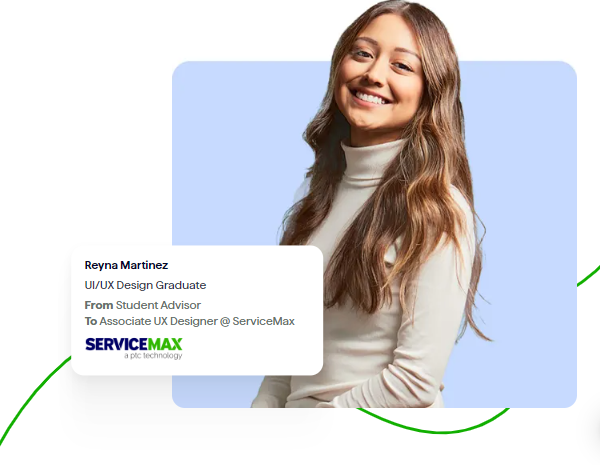 Reyna Martinez
UI/UX Design Graduate
From Student Advisor
To Associate UX Designer @ ServiceMax
SERVICEMAX
a ptc technology